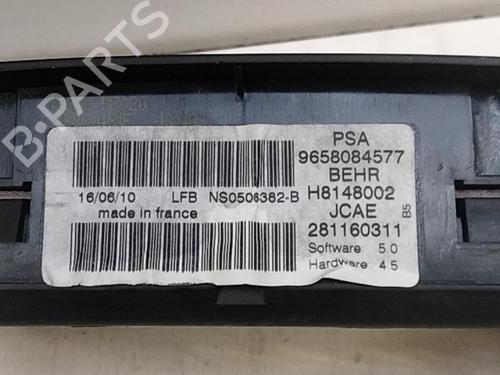 B-PARTS
PSA
9658084577
BEHR
H8148002
JCAE
B5
281160311
Software 5.0
Hardware 4.5
16/06/10 LFB NS0506382-B
made in france